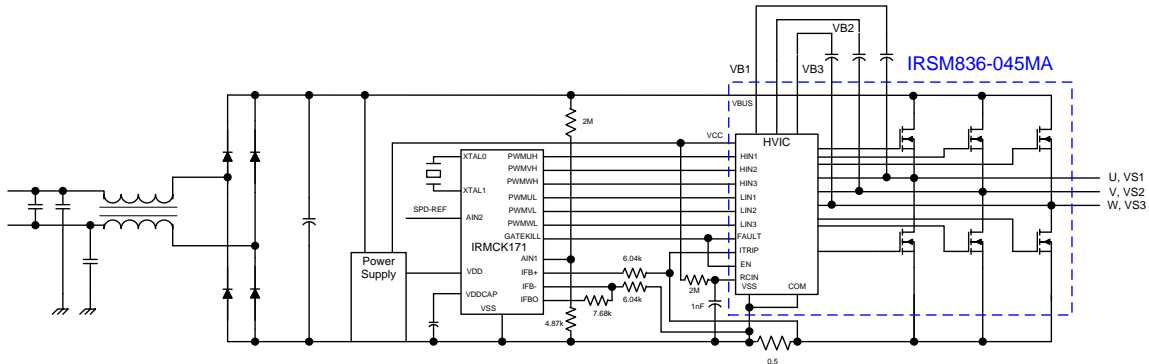 VB2
VB1
VB3
IRSM836-045MA
VBUS
2M
VCC
HVIC
XTAL0
XTAL1
SPD-REF
AIN2
IRMCK171
VDD
VDDCAP
VSS
PWMUH
PWMVH
PWMWH
PWMUL
PWMVL
PWMWL
GATEKILL
AIN1
IFB+
IFB-
IFBO
HIN1
HIN2
HIN3
LIN1
LIN2
LIN3
FAULT
ITRIP
EN
RCIN
VSS
COM
U, VS1
V, VS2
W, VS3
Power
Supply
6.04k
6.04k
7.68k
4.87k
2M
1nF
0.5